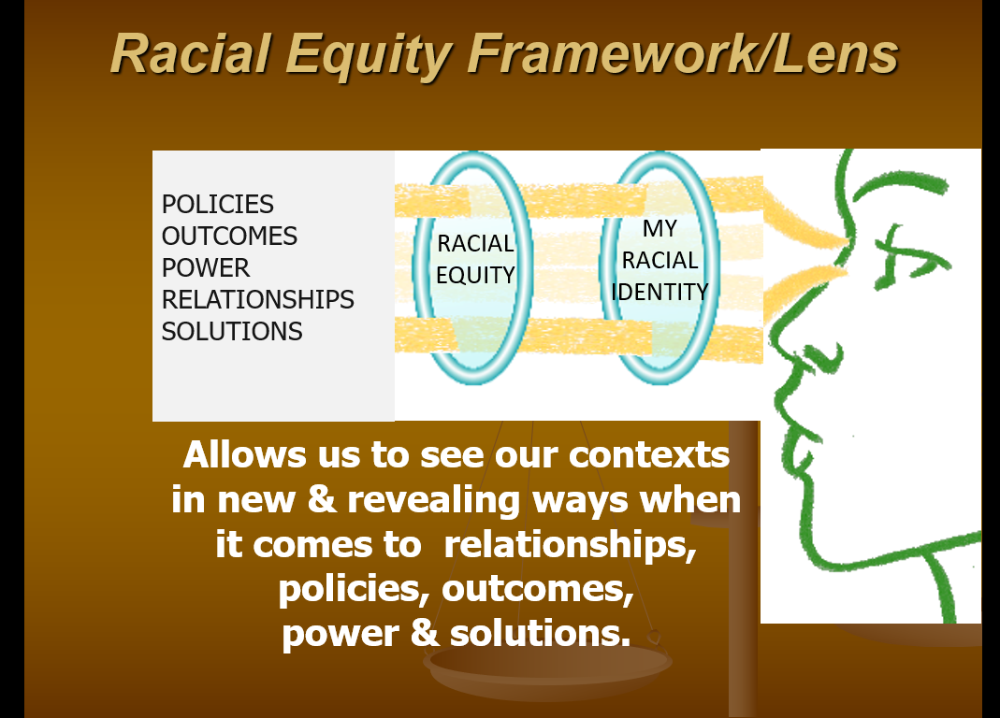 Racial Equity Framework/Lens
POLICIES
OUTCOMES
POWER
RELATIONSHIPS
SOLUTIONS
RACIAL
EQUITY
MY
RACIAL
IDENTITY
Allows us to see our contexts
in new & revealing ways when
it comes to  relationships,
policies, outcomes,
power & solutions.